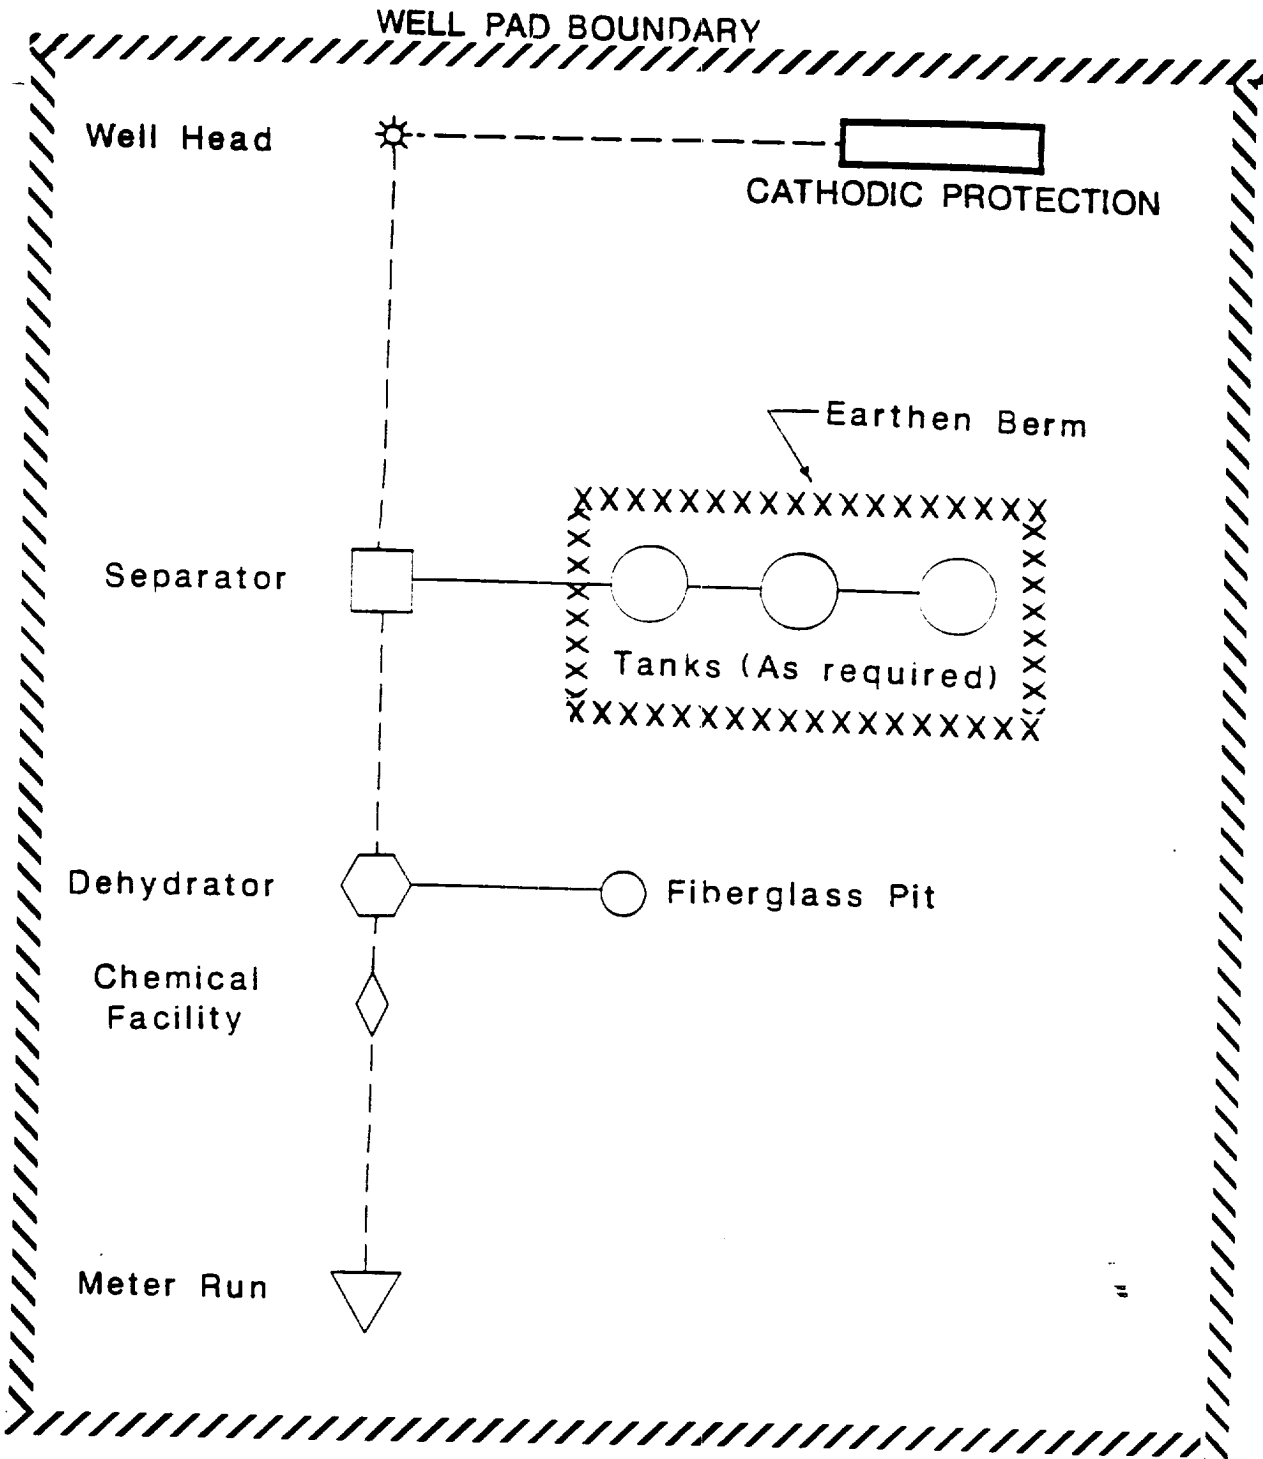 WELL PAD BOUNDARY
Well Head
CATHODIC PROTECTION
Earthen Berm
Separator
Tanks (As required)
Dehydrator
Fiberglass Pit
Chemical
Facility
Meter Run